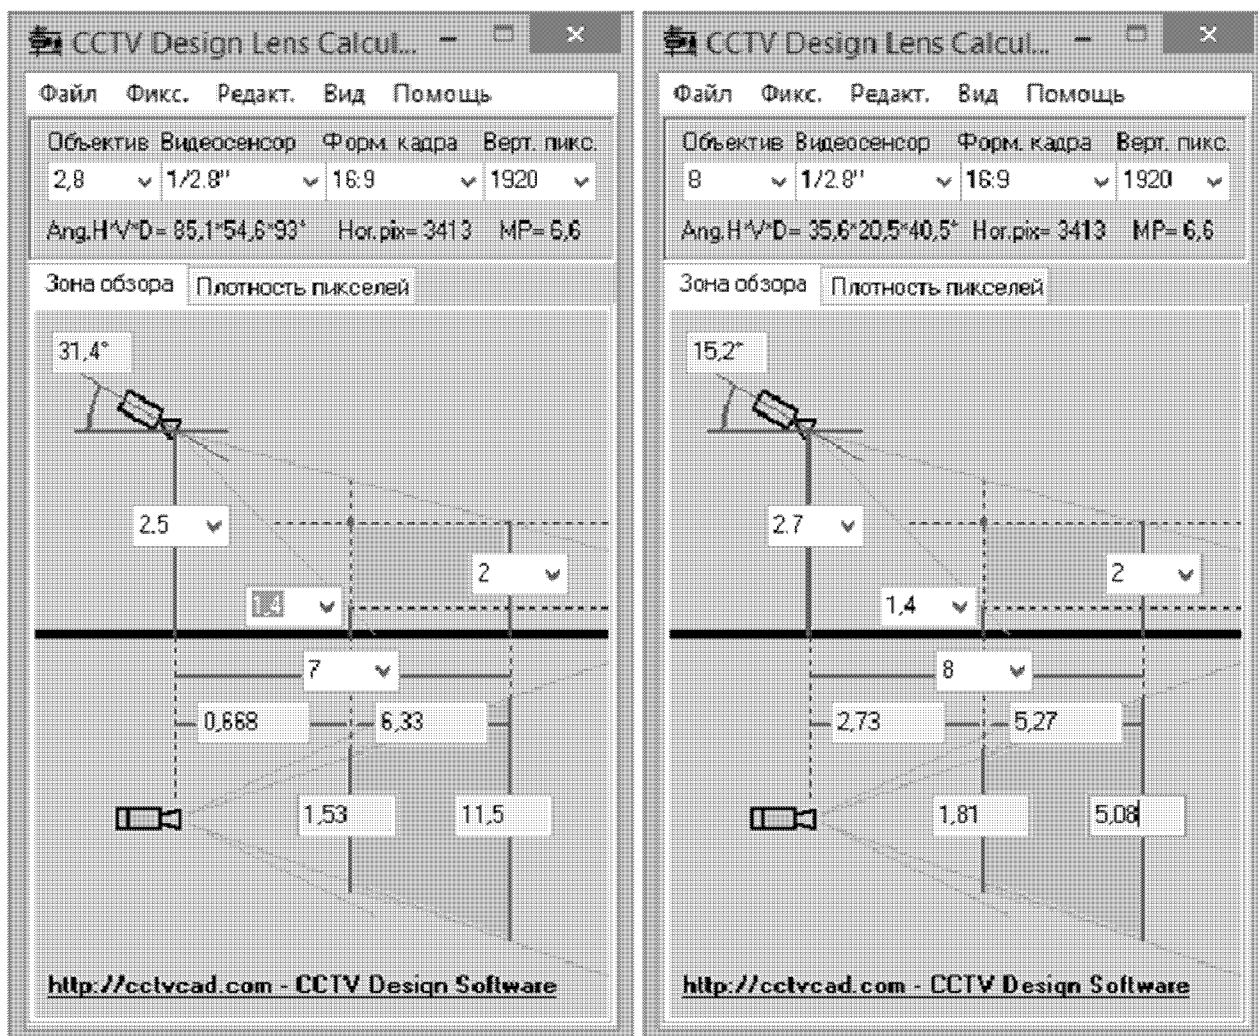 CCTV Design Lens Calcul...
Файл Фикс. Редакт. Вид Помощь
Объектив Видеосенсор Форм. кадра Верт. пикс.
2,8 1/2.8" 16:9 1920
Ang.H*V*D= 85,1*54,6*93° Hor.pix= 3413 MP= 6,6
Зона обзора Плотность пикселей
31,4°
2.5
2
1,4
7
0,668 6,33
1,53 11,5
http://cctvcad.com - CCTV Design Software
CCTV Design Lens Calcul...
Файл Фикс. Редакт. Вид Помощь
Объектив Видеосенсор Форм. кадра Верт. пикс.
8 1/2.8" 16:9 1920
Ang.H*V*D= 35,6*20,5*40,5° Hor.pix= 3413 MP= 6,6
Зона обзора Плотность пикселей
15,2°
2.7
2
1,4
8
2,73 5,27
1,81 5,08
http://cctvcad.com - CCTV Design Software